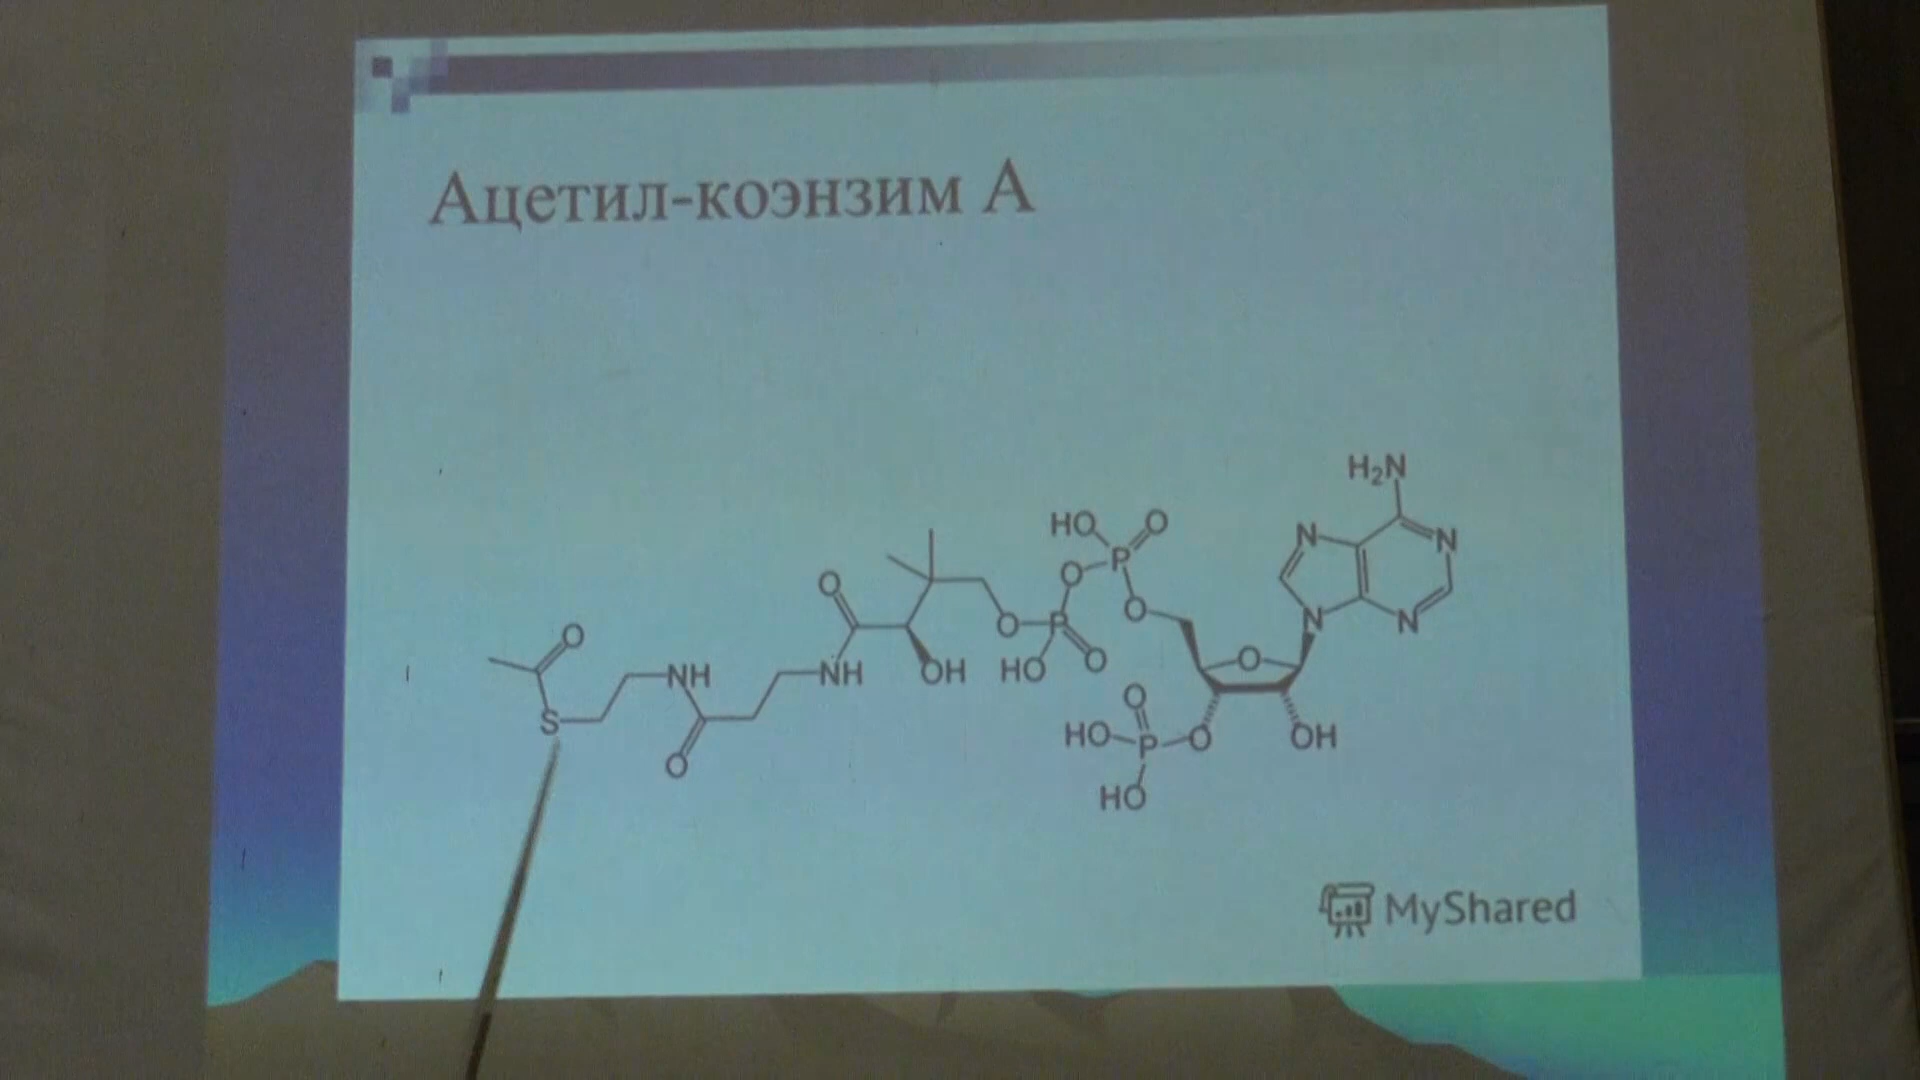 Ацетил-коэнзим А
H₂N
HO O
N N
P
O
O O
N N
O P
O
HO O
O
NH NH OH
S
O
O
HO P O OH
HO
MyShared